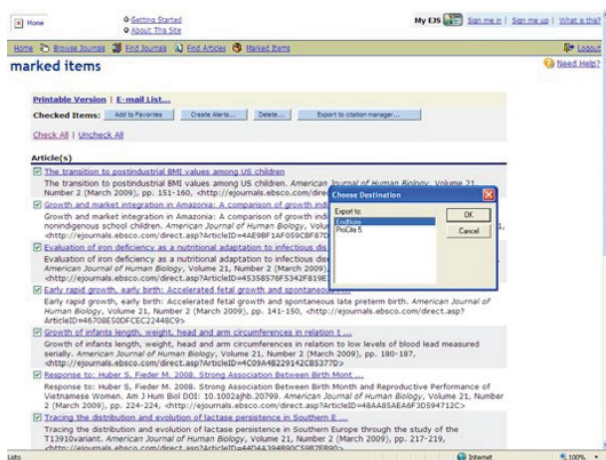 Home
Getting Started
About This Site
My EJS Sign me in | Sign me up | What is this?
Home Browse Journals Find Journals Find Articles Marked Items Logout
marked items
Need Help?
Printable Version | E-mail List...
Checked Items: Add to Favorites Create Alerts... Delete... Export to citation manager...
Check All | Uncheck All
Article(s)
The transition to postindustrial BMI values among US children
The transition to postindustrial BMI values among US children. American Journal of Human Biology, Volume 21,
Number 2 (March 2009), pp. 151-160, <http://ejournals.ebsco.com/direc
Growth and market integration in Amazonia: A comparison of growth indi
Growth and market integration in Amazonia: A comparison of growth indi
nonindigenous school children. American Journal of Human Biology, Volu
Evaluation of iron deficiency as a nutritional adaptation to infectious dis
Evaluation of iron deficiency as a nutritional adaptation to infectious dise
American Journal of Human Biology, Volume 21, Number 2 (March 2009),
Early rapid growth, early birth: Accelerated fetal growth and spontaneous
Early rapid growth, early birth: Accelerated fetal growth and spontaneous late preterm birth. American Journal of
Human Biology, Volume 21, Number 2 (March 2009), pp. 141-150, <http://ejournals.ebsco.com/direct.asp?
Growth of infants length, weight, head and arm circumferences in relation t ...
Growth of infants length, weight, head and arm circumferences in relation to low levels of blood lead measured
serially. American Journal of Human Biology, Volume 21, Number 2 (March 2009), pp. 180-187,
Response to: Huber S, Fieder M. 2008. Strong Association Between Birth Mont ...
Response to: Huber S, Fieder M. 2008. Strong Association Between Birth Month and Reproductive Performance of
Vietnamese Women. Am J Hum Biol DOI: 10.1002ajhb.20799. American Journal of Human Biology, Volume 21, Number
2 (March 2009), pp. 224-224,
Tracing the distribution and evolution of lactase persistence in Southern E ...
Tracing the distribution and evolution of lactase persistence in Southern Europe through the study of the
T13910variant. American Journal of Human Biology, Volume 21, Number 2 (March 2009), pp. 217-219,
Choose Destination
Export to:
EndNote
ProCite 5
OK
Cancel
Internet
100%